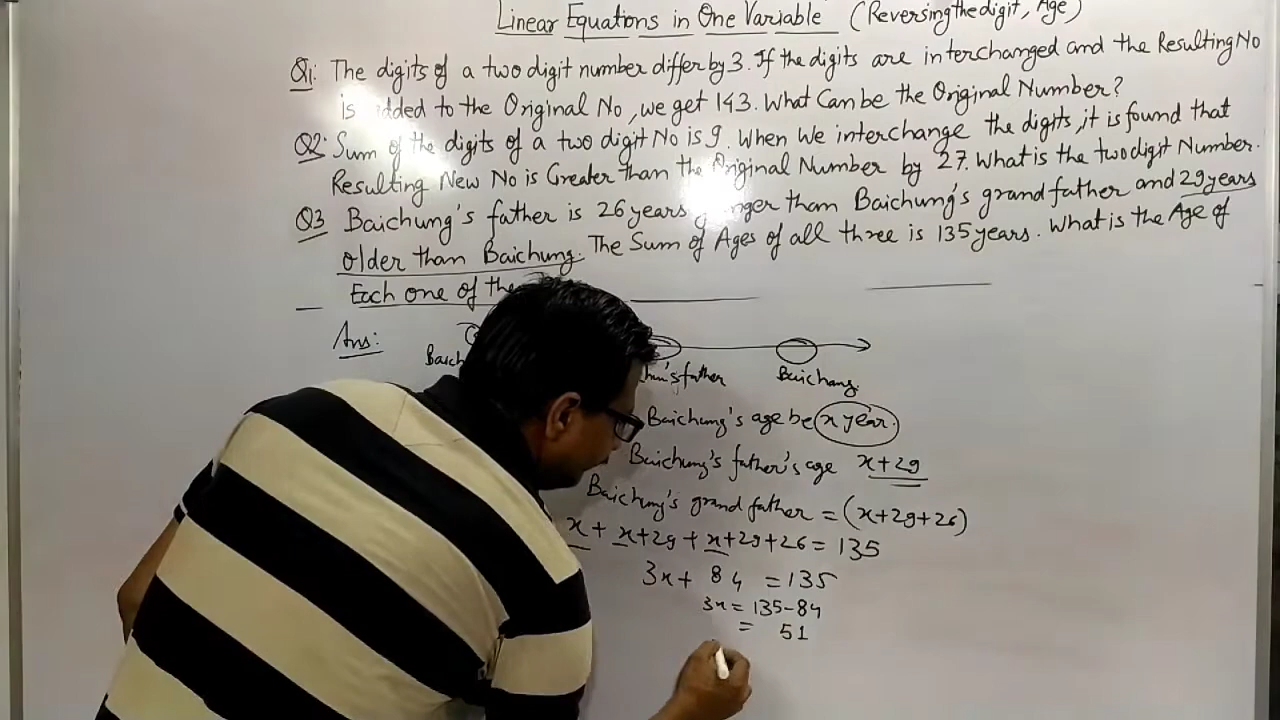 Linear Equations in One Variable (Reversing the digit, Age)
Q1: The digits of a two digit number differ by 3. If the digits are interchanged and the Resulting No
is added to the Original No, we get 143. What Can be the Original Number?
Q2: Sum of the digits of a two digit No is 9. When We interchange the digits, it is found that
Resulting New No is Greater than the Original Number by 27. What is the two digit Number.
Q3 Baichung's father is 26 years than Baichung's grand father and 29 years
older than Baichung. The Sum of Ages of all three is 135 years. What is the Age of
Each one of the
Ans:
father Baichung.
Baichung's age be x year.
Baichung's father's age x+29
Baichung's grand father = (x+29+26)
x + x+29 + x+29+26 = 135
3x + 84 = 135
3x = 135-84
= 51